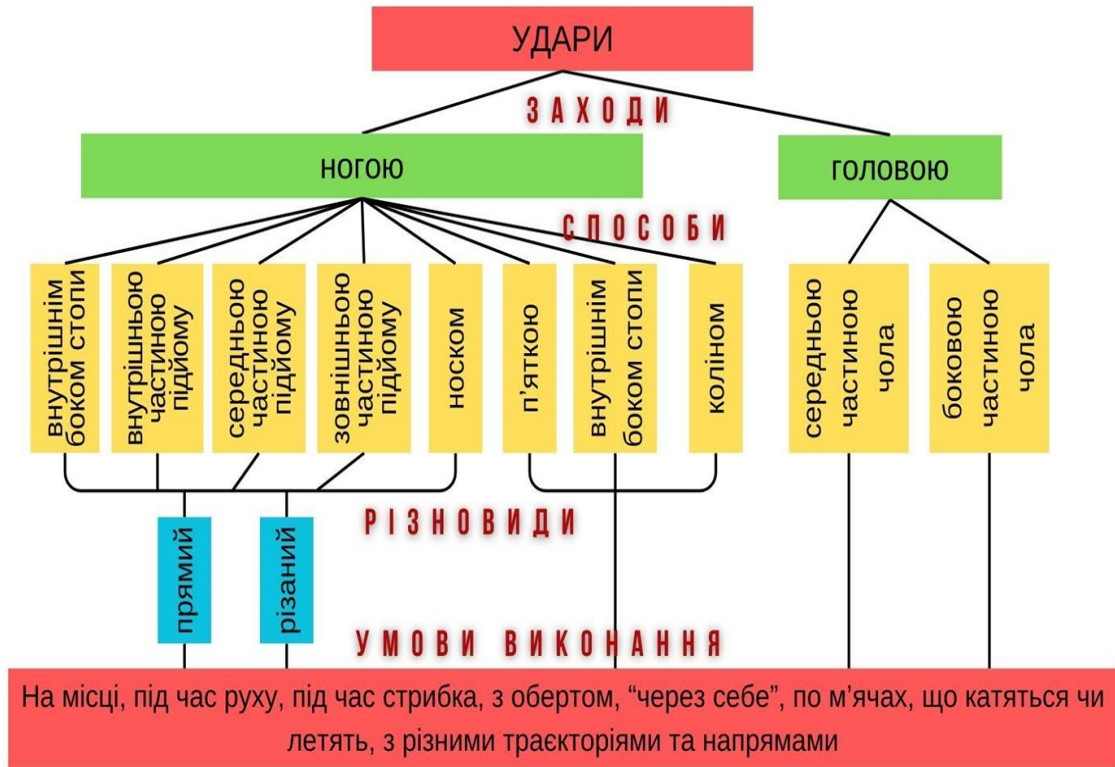 УДАРИ
ЗАХОДИ
НОГОЮ
ГОЛОВОЮ
СПОСОБИ
внутрішнім
боком стопи
внутрішньою
частиною
підйому
середньою
частиною
підйому
зовнішньою
частиною
підйому
носком
п’яткою
внутрішнім
боком стопи
коліном
середньою
частиною
чола
боковою
частиною
чола
РІЗНОВИДИ
прямий
різаний
УМОВИ ВИКОНАННЯ
На місці, під час руху, під час стрибка, з обертом, “через себе”, по м’ячах, що катяться чи
летять, з різними траєкторіями та напрямами